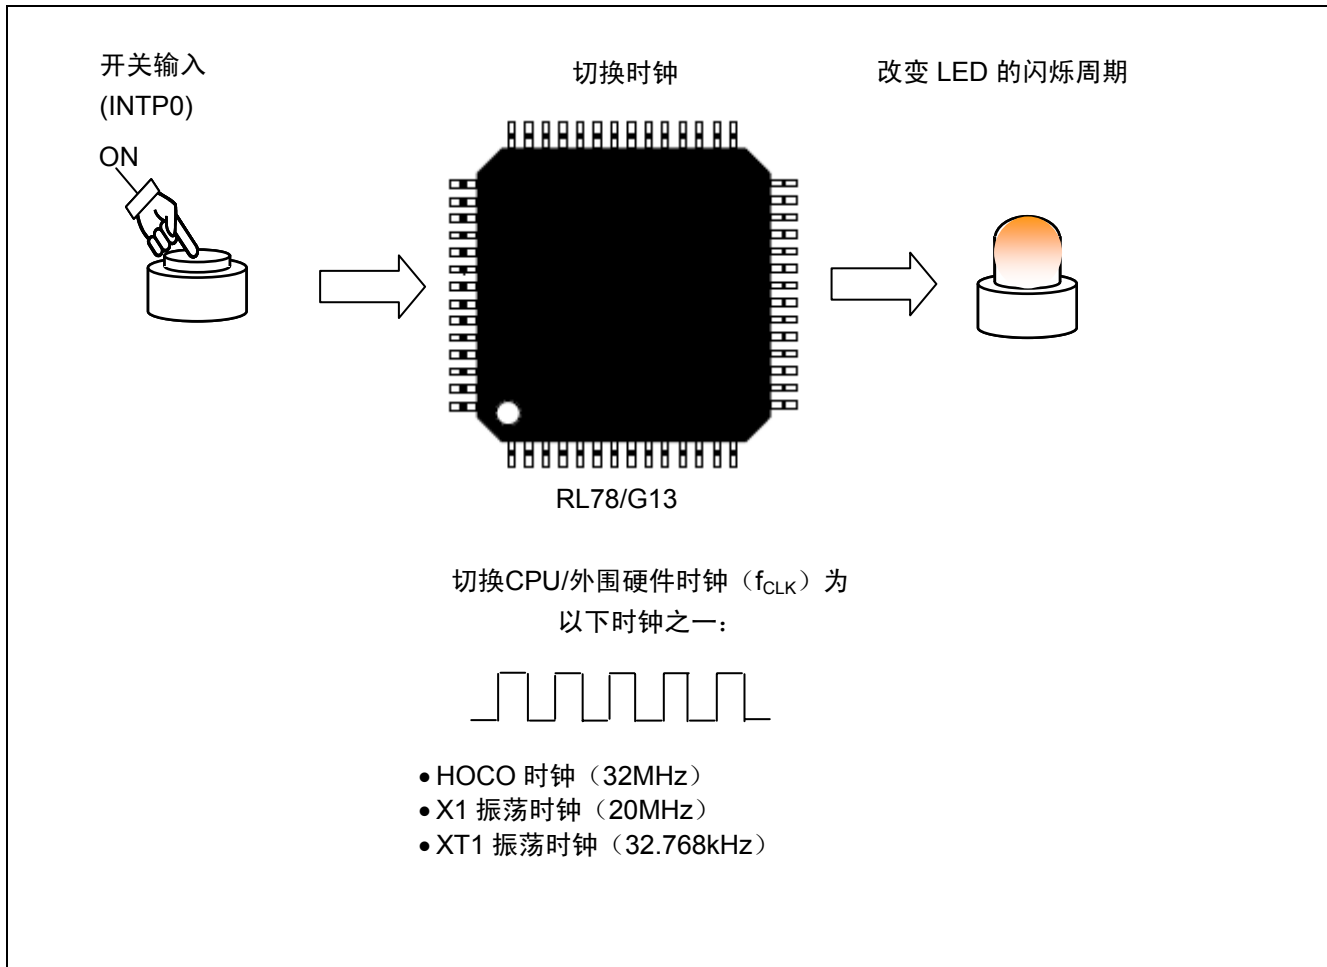 开关输入
(INTP0)
ON
切换时钟
改变 LED 的闪烁周期
RL78/G13
切换CPU/外围硬件时钟（fCLK）为
以下时钟之一：
• HOCO 时钟（32MHz）
• X1 振荡时钟（20MHz）
• XT1 振荡时钟（32.768kHz）